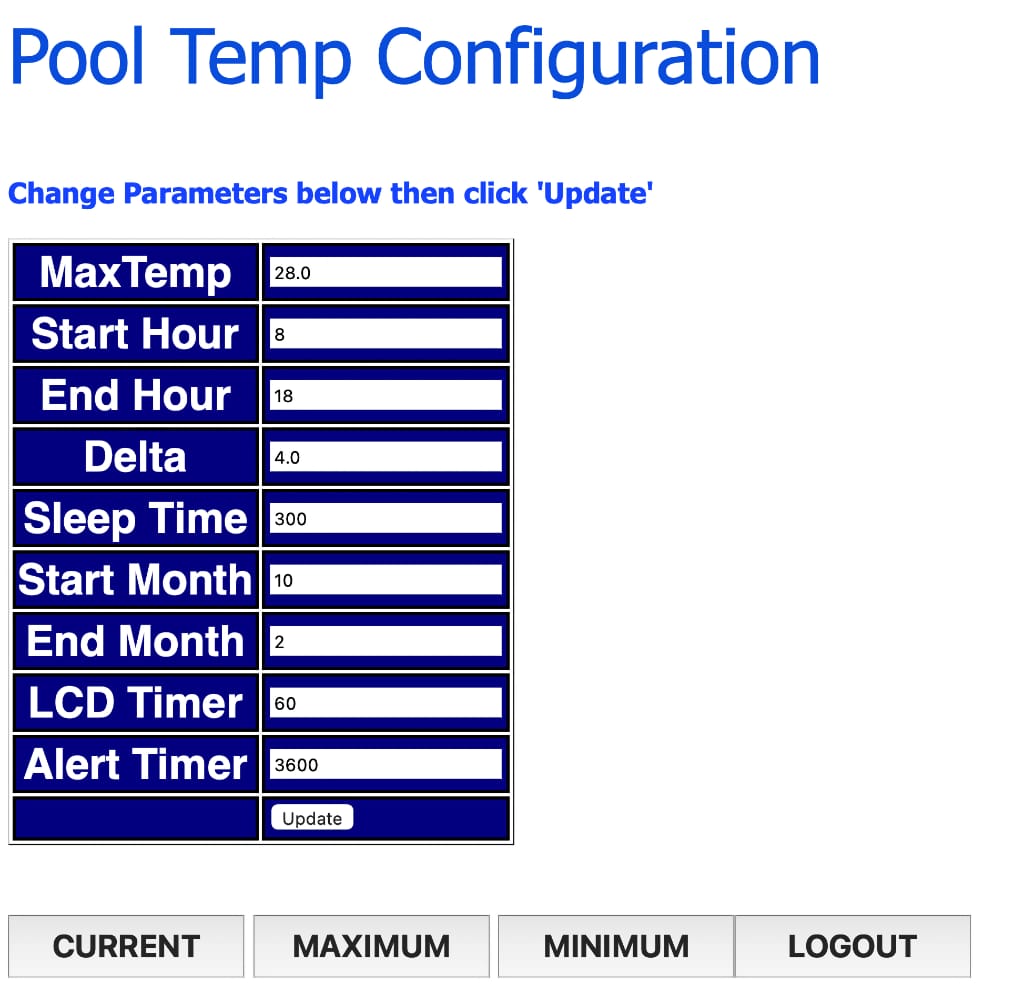 Pool Temp Configuration
Change Parameters below then click 'Update'
MaxTemp 28.0
Start Hour 8
End Hour 18
Delta 4.0
Sleep Time 300
Start Month 10
End Month 2
LCD Timer 60
Alert Timer 3600
Update
CURRENT MAXIMUM MINIMUM LOGOUT